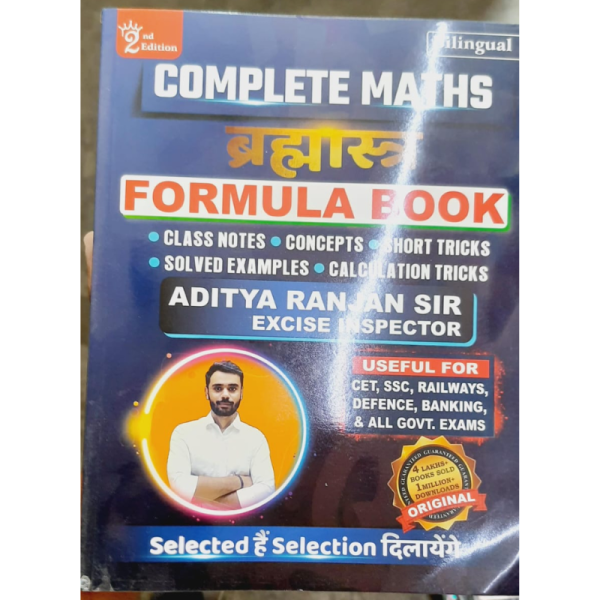 2nd Edition
Bilingual
COMPLETE MATHS
ब्रह्मास्त्र
FORMULA BOOK
• CLASS NOTES • CONCEPTS • SHORT TRICKS
• SOLVED EXAMPLES • CALCULATION TRICKS
ADITYA RANJAN SIR
EXCISE INSPECTOR
USEFUL FOR
CET, SSC, RAILWAYS,
DEFENCE, BANKING,
& ALL GOVT. EXAMS
4 LAKHS+
BOOKS SOLD
1 MILLION+
DOWNLOADS
ORIGINAL
Selected हैं Selection दिलायेंगे